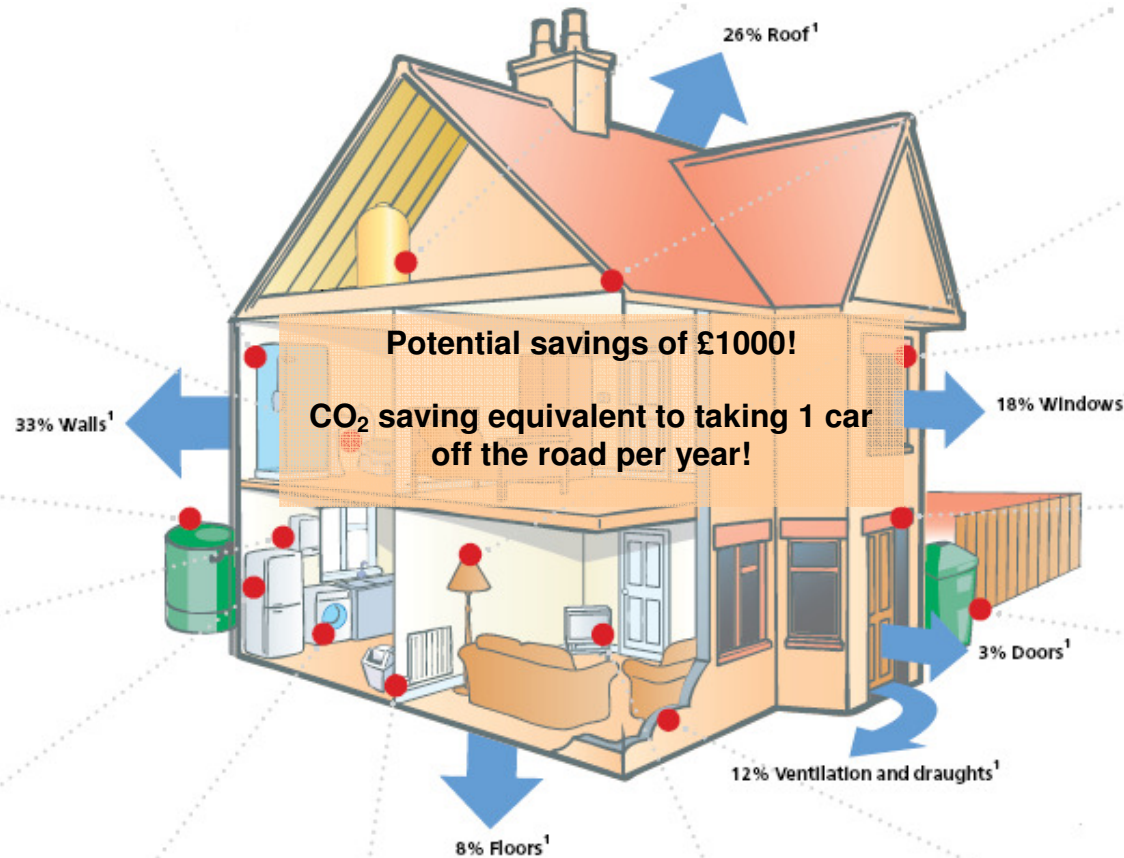 26% Roof¹
Potential savings of £1000!
CO₂ saving equivalent to taking 1 car
off the road per year!
33% Walls¹
18% Windows
3% Doors¹
12% Ventilation and draughts¹
8% Floors¹